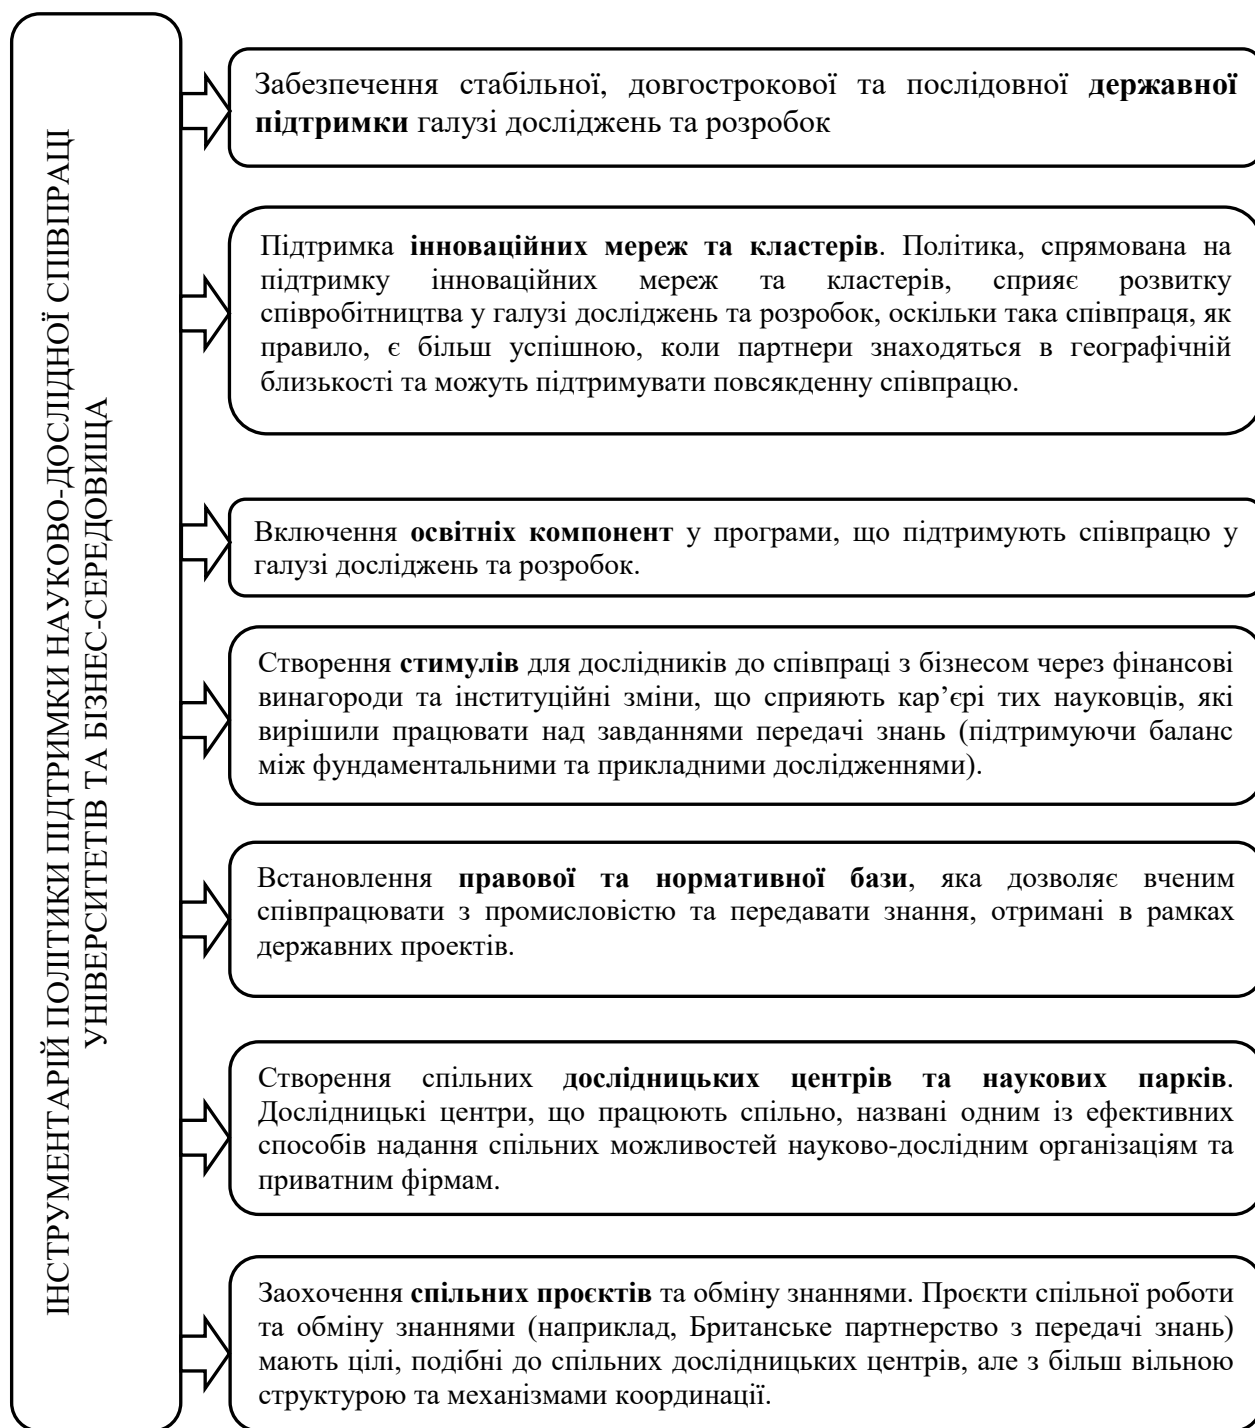 ІНСТРУМЕНТАРІЙ ПОЛІТИКИ ПІДТРИМКИ НАУКОВО-ДОСЛІДНОЇ СПІВПРАЦІ
УНІВЕРСИТЕТІВ ТА БІЗНЕС-СЕРЕДОВИЩА
Забезпечення стабільної, довгострокової та послідовної державної
підтримки галузі досліджень та розробок
Підтримка інноваційних мереж та кластерів. Політика, спрямована на
підтримку інноваційних мереж та кластерів, сприяє розвитку
співробітництва у галузі досліджень та розробок, оскільки така співпраця, як
правило, є більш успішною, коли партнери знаходяться в географічній
близькості та можуть підтримувати повсякденну співпрацю.
Включення освітніх компонент у програми, що підтримують співпрацю у
галузі досліджень та розробок.
Створення стимулів для дослідників до співпраці з бізнесом через фінансові
винагороди та інституційні зміни, що сприяють кар’єрі тих науковців, які
вирішили працювати над завданнями передачі знань (підтримуючи баланс
між фундаментальними та прикладними дослідженнями).
Встановлення правової та нормативної бази, яка дозволяє вченим
співпрацювати з промисловістю та передавати знання, отримані в рамках
державних проектів.
Створення спільних дослідницьких центрів та наукових парків.
Дослідницькі центри, що працюють спільно, названі одним із ефективних
способів надання спільних можливостей науково-дослідним організаціям та
приватним фірмам.
Заохочення спільних проєктів та обміну знаннями. Проєкти спільної роботи
та обміну знаннями (наприклад, Британське партнерство з передачі знань)
мають цілі, подібні до спільних дослідницьких центрів, але з більш вільною
структурою та механізмами координації.